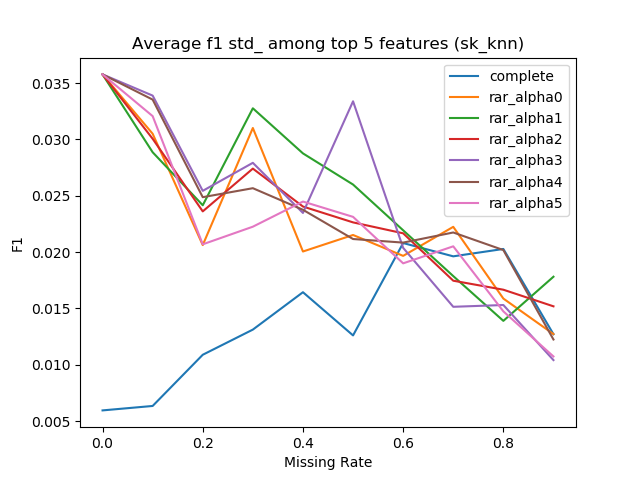 Average f1 std_ among top 5 features (sk_knn)
complete
rar_alpha0
rar_alpha1
rar_alpha2
rar_alpha3
rar_alpha4
rar_alpha5
0.035
0.030
0.025
0.020
0.015
0.010
0.005
F1
0.0 0.2 0.4 0.6 0.8
Missing Rate